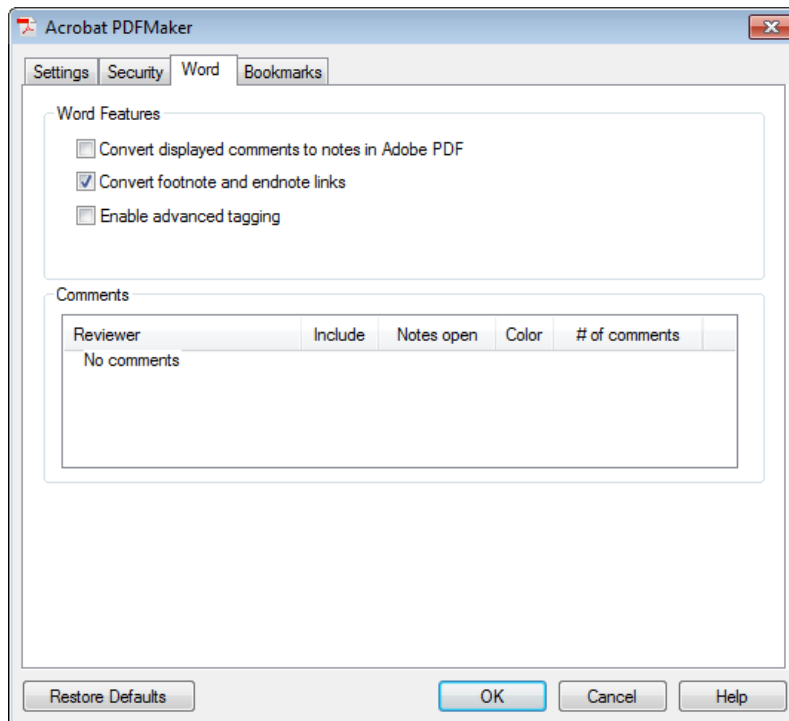 Acrobat PDFMaker
Settings Security Word Bookmarks
Word Features
Convert displayed comments to notes in Adobe PDF
Convert footnote and endnote links
Enable advanced tagging
Comments
Reviewer Include Notes open Color # of comments
No comments
Restore Defaults OK Cancel Help